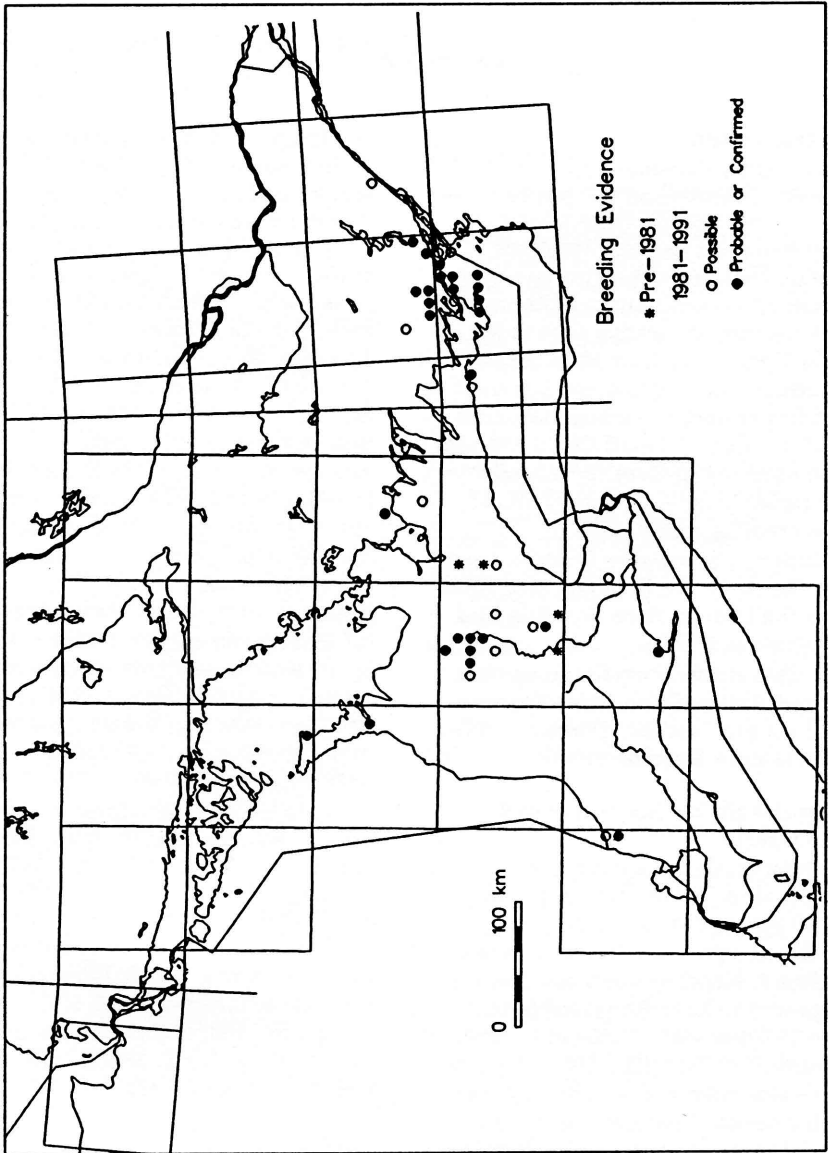 Breeding Evidence
* Pre-1981
1981-1991
○ Possible
● Probable or Confirmed
0 100 km